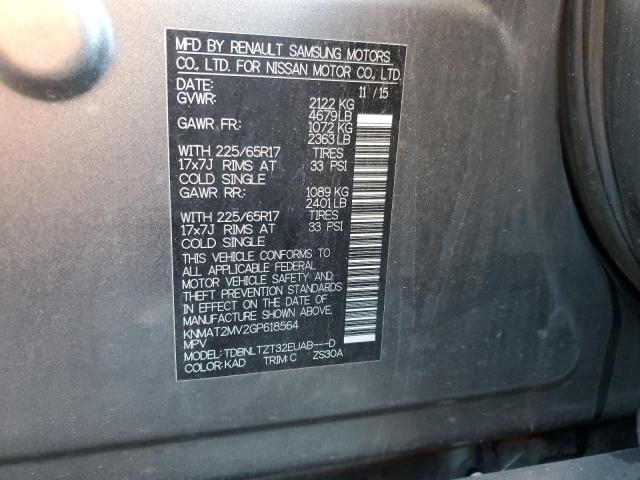 MFD BY RENAULT SAMSUNG MOTORS
CO., LTD. FOR NISSAN MOTOR CO., LTD.
DATE: 11 / 15
GVWR: 2122 KG
4679 LB
GAWR FR: 1072 KG
2363 LB
WITH 225/65R17 TIRES
17x7J RIMS AT 33 PSI
COLD SINGLE
GAWR RR: 1089 KG
2401 LB
WITH 225/65R17 TIRES
17x7J RIMS AT 33 PSI
COLD SINGLE
THIS VEHICLE CONFORMS TO
ALL APPLICABLE FEDERAL
MOTOR VEHICLE SAFETY AND
THEFT PREVENTION STANDARDS
IN EFFECT ON THE DATE OF
MANUFACTURE SHOWN ABOVE.
KNMAT2MV2GP618564
MPV
MODEL: TDBNLTZT32EUAB---D
COLOR: KAD TRIM: C ZS30A